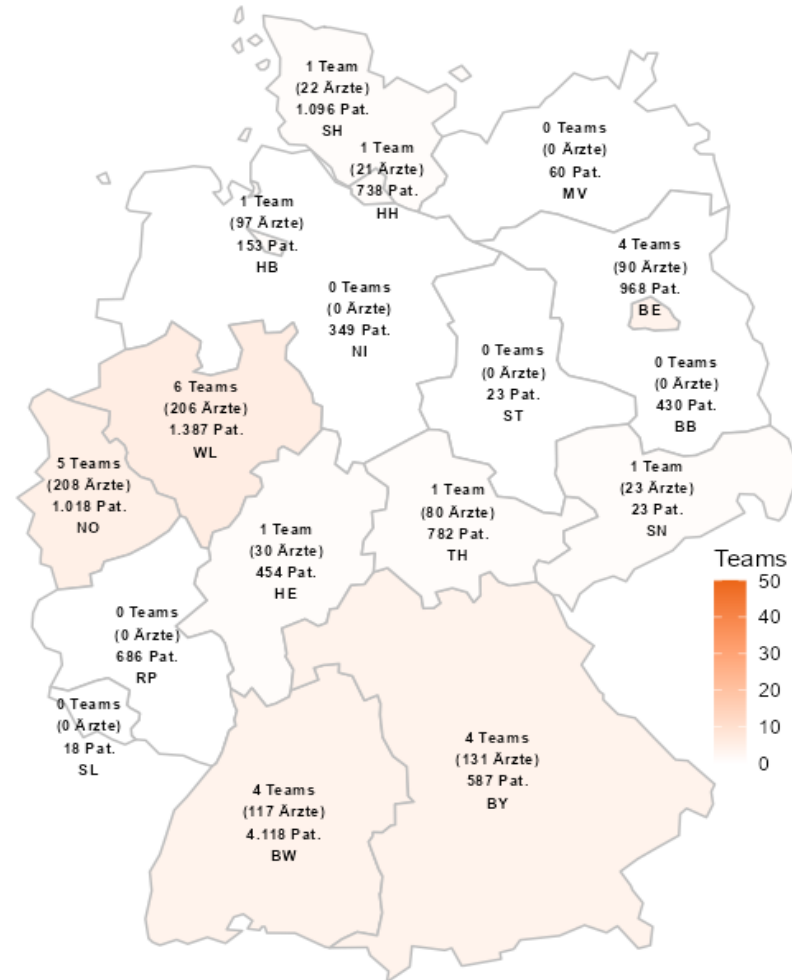 1 Team
(22 Ärzte)
1.096 Pat.
SH
1 Team
(21 Ärzte)
738 Pat.
HH
0 Teams
(0 Ärzte)
60 Pat.
MV
1 Team
(97 Ärzte)
153 Pat.
HB
4 Teams
(90 Ärzte)
968 Pat.
BE
0 Teams
(0 Ärzte)
349 Pat.
NI
0 Teams
(0 Ärzte)
23 Pat.
ST
0 Teams
(0 Ärzte)
430 Pat.
BB
6 Teams
(206 Ärzte)
1.387 Pat.
WL
5 Teams
(208 Ärzte)
1.018 Pat.
NO
1 Team
(30 Ärzte)
454 Pat.
HE
1 Team
(80 Ärzte)
782 Pat.
TH
1 Team
(23 Ärzte)
23 Pat.
SN
0 Teams
(0 Ärzte)
686 Pat.
RP
0 Teams
(0 Ärzte)
18 Pat.
SL
4 Teams
(117 Ärzte)
4.118 Pat.
BW
4 Teams
(131 Ärzte)
587 Pat.
BY
Teams
50
40
30
20
10
0